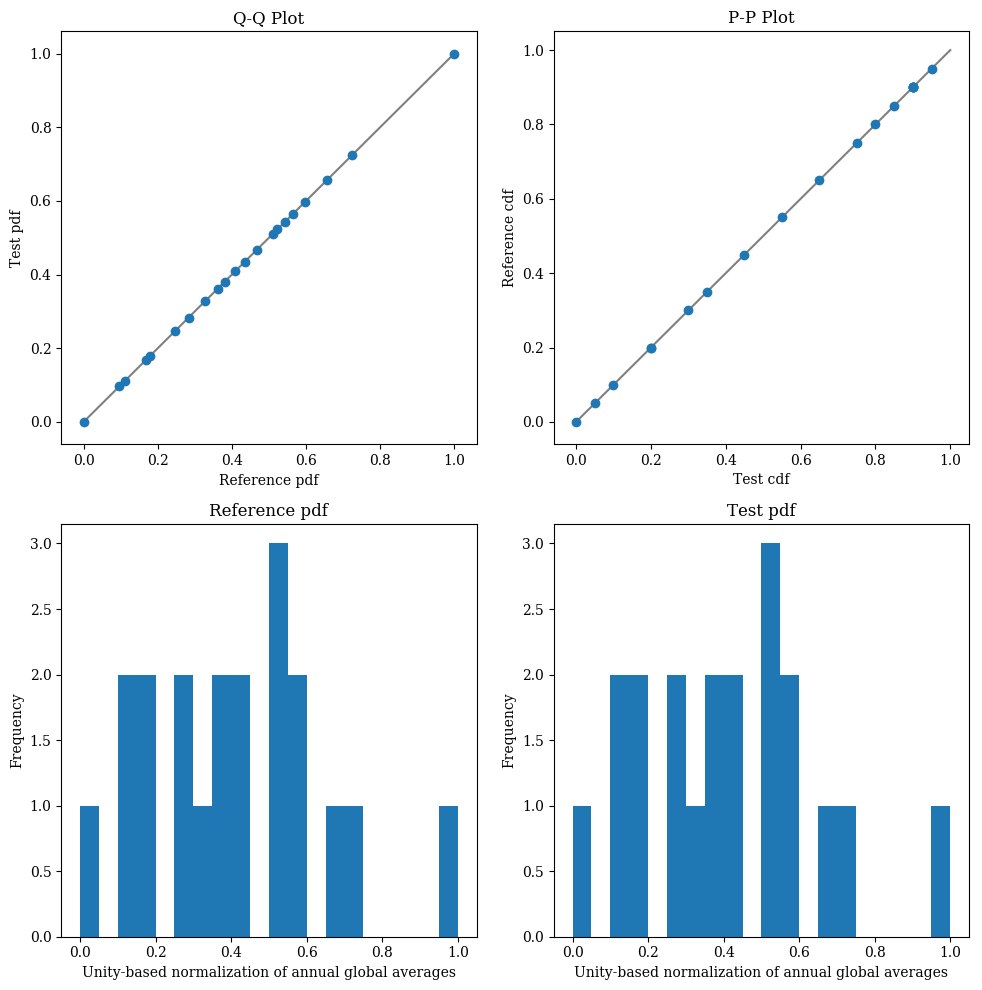 Q-Q Plot
1.0
0.8
0.6
0.4
0.2
0.0
Test pdf
0.0 0.2 0.4 0.6 0.8 1.0
Reference pdf
P-P Plot
1.0
0.8
0.6
0.4
0.2
0.0
Reference cdf
0.0 0.2 0.4 0.6 0.8 1.0
Test cdf
Reference pdf
3.0
2.5
2.0
1.5
1.0
0.5
0.0
Frequency
0.0 0.2 0.4 0.6 0.8 1.0
Unity-based normalization of annual global averages
Test pdf
3.0
2.5
2.0
1.5
1.0
0.5
0.0
Frequency
0.0 0.2 0.4 0.6 0.8 1.0
Unity-based normalization of annual global averages